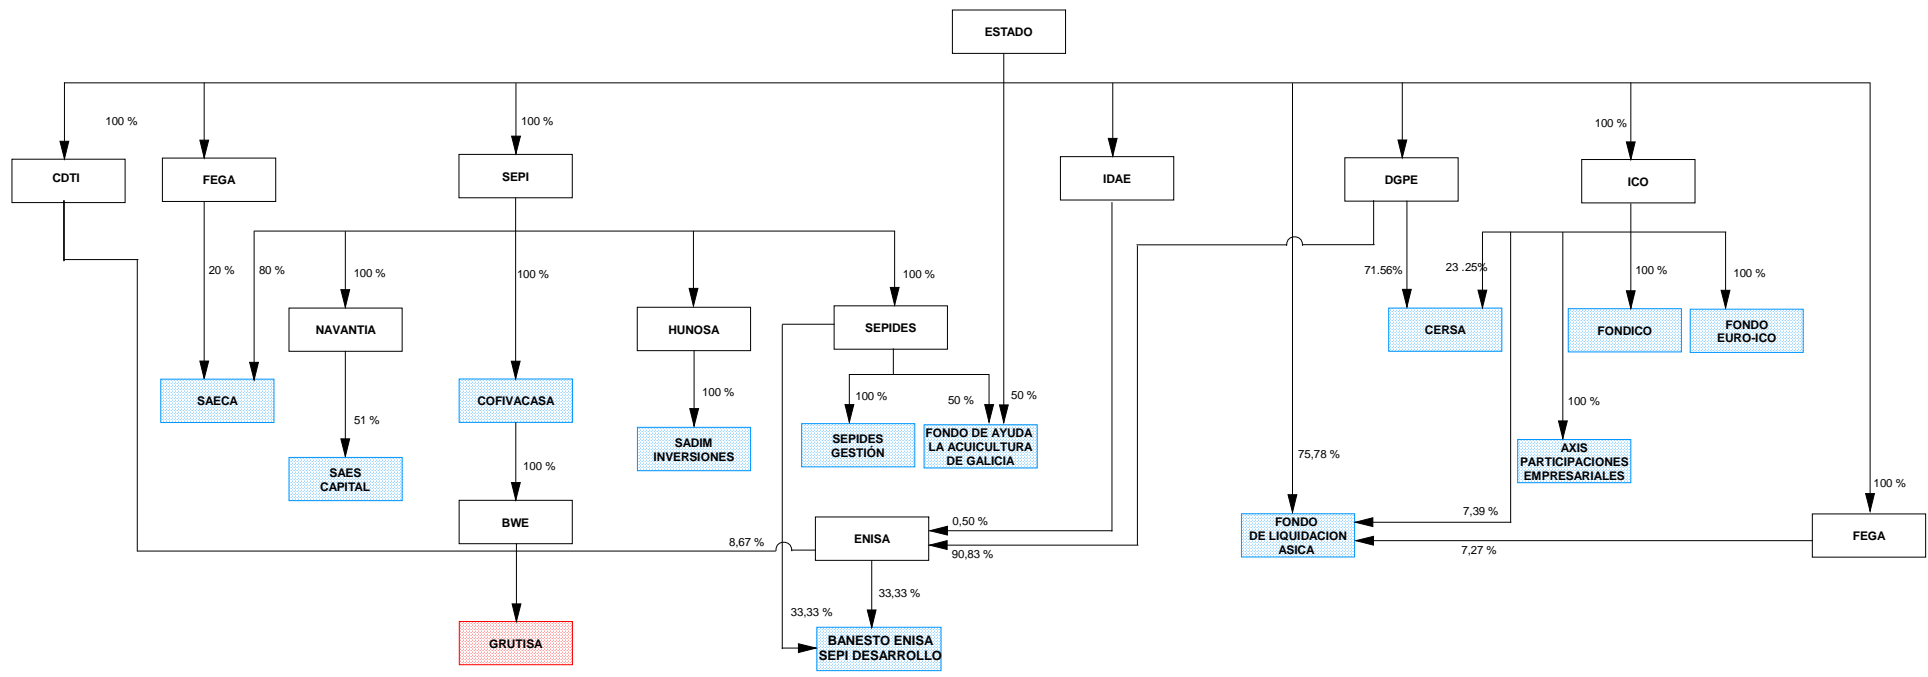 ESTADO
100 %
100 %
100 %
CDTI
FEGA
SEPI
IDAE
DGPE
ICO
20 %
80 %
100 %
100 %
100 %
71.56%
23 .25%
100 %
100 %
NAVANTIA
HUNOSA
SEPIDES
CERSA
FONDICO
FONDO
EURO-ICO
SAECA
COFIVACASA
100 %
100 %
50 %
50 %
51 %
100 %
SADIM
INVERSIONES
SEPIDES
GESTIÓN
FONDO DE AYUDA
LA ACUICULTURA
DE GALICIA
75,78 %
AXIS
PARTICIPACIONES
EMPRESARIALES
SAES
CAPITAL
100 %
100 %
BWE
ENISA
0,50 %
8,67 %
90,83 %
FONDO
DE LIQUIDACION
ASICA
7,39 %
7,27 %
FEGA
33,33 %
33,33 %
GRUTISA
BANESTO ENISA
SEPI DESARROLLO